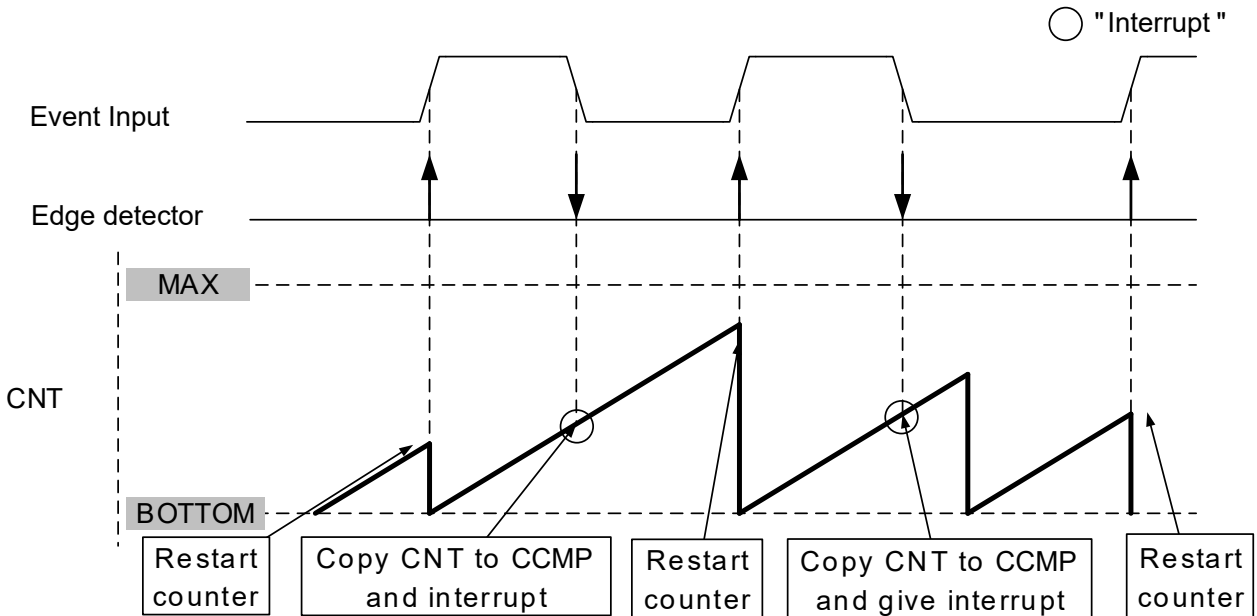 "Interrupt"
Event Input
Edge detector
MAX
CNT
BOTTOM
Restart
counter
Copy CNT to CCMP
and interrupt
Restart
counter
Copy CNT to CCMP
and give interrupt
Restart
counter